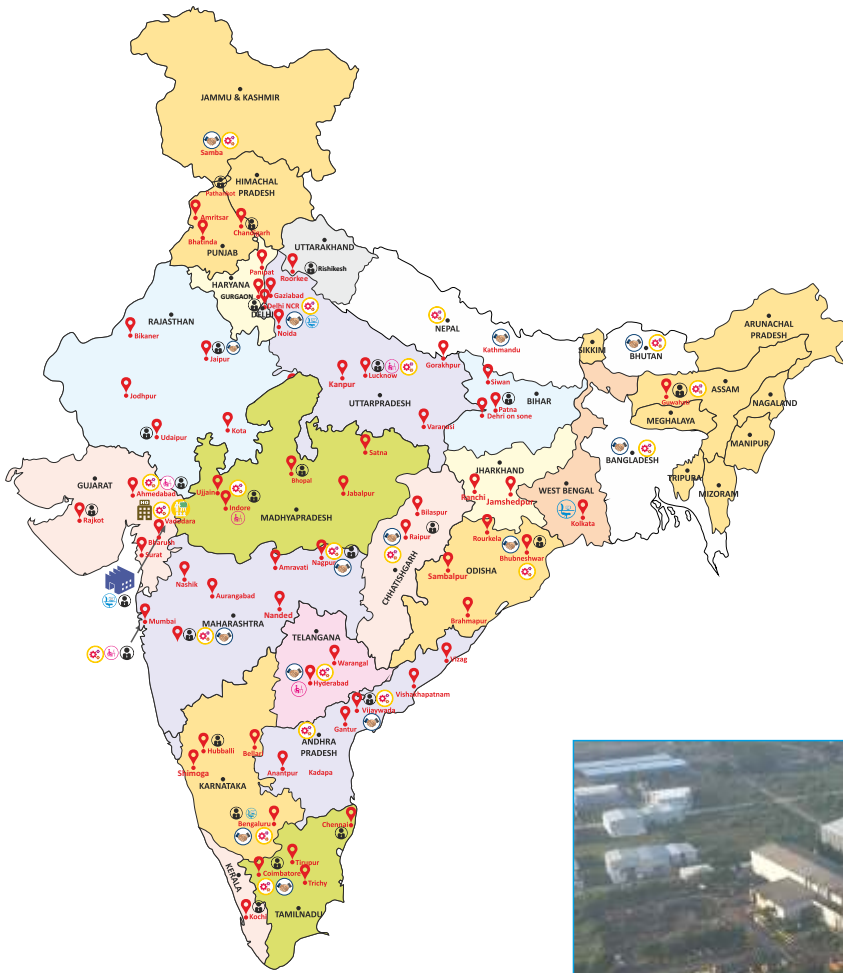 JAMMU & KASHMIR
Samba
HIMACHAL
PRADESH
Pathankot
Amritsar
Chandigarh
Bhatinda
PUNJAB
UTTARAKHAND
Panipat
Roorkee
Rishikesh
HARYANA
GURGAON
Gaziabad
Delhi NCR
DELHI
Noida
NEPAL
Kathmandu
BHUTAN
ARUNACHAL
PRADESH
SIKKIM
RAJASTHAN
Bikaner
Jaipur
Jodhpur
Udaipur
Kota
Kanpur
Lucknow
Gorakhpur
UTTARPRADESH
Varanasi
Siwan
BIHAR
Patna
Dehri on sone
Guwahati
ASSAM
NAGALAND
MEGHALAYA
MANIPUR
BANGLADESH
TRIPURA
MIZORAM
GUJARAT
Ahmedabad
Rajkot
Vadodara
Bharuch
Surat
Ujjain
Indore
Bhopal
Satna
Jabalpur
MADHYAPRADESH
JHARKHAND
Ranchi
Jamshedpur
WEST BENGAL
Kolkata
Bilaspur
Raipur
CHHATISHGARH
Rourkela
Bhubneshwar
Sambalpur
ODISHA
Brahmapur
Nashik
Amravati
Nagpur
Aurangabad
Nanded
Mumbai
MAHARASHTRA
TELANGANA
Warangal
Hyderabad
Vizag
Vishakhapatnam
Vijaywada
Gantur
ANDHRA
PRADESH
Anantpur
Kadapa
Hubballi
Bellari
Shimoga
KARNATAKA
Bengaluru
Chennai
KERALA
Coimbatore
Tirupur
Trichy
Kochi
TAMILNADU